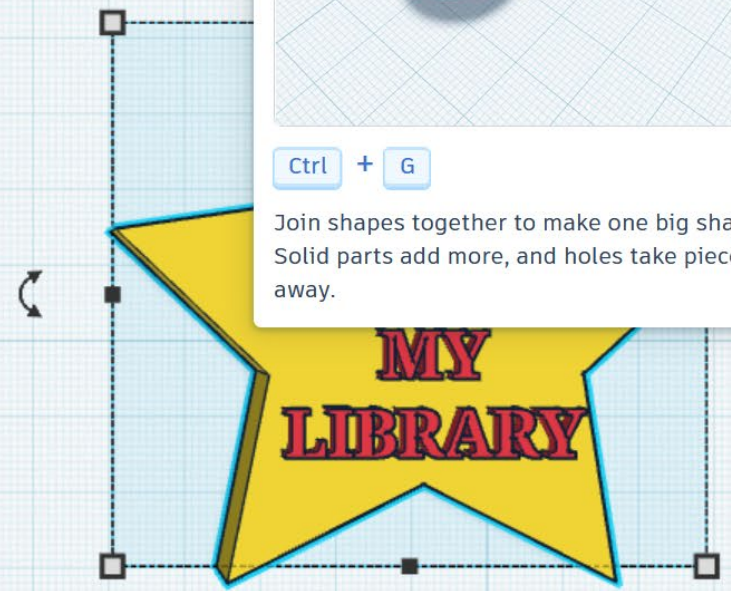 Ctrl + G
Join shapes together to make one big
Solid parts add more, and holes take
away.
MY
LIBRARY